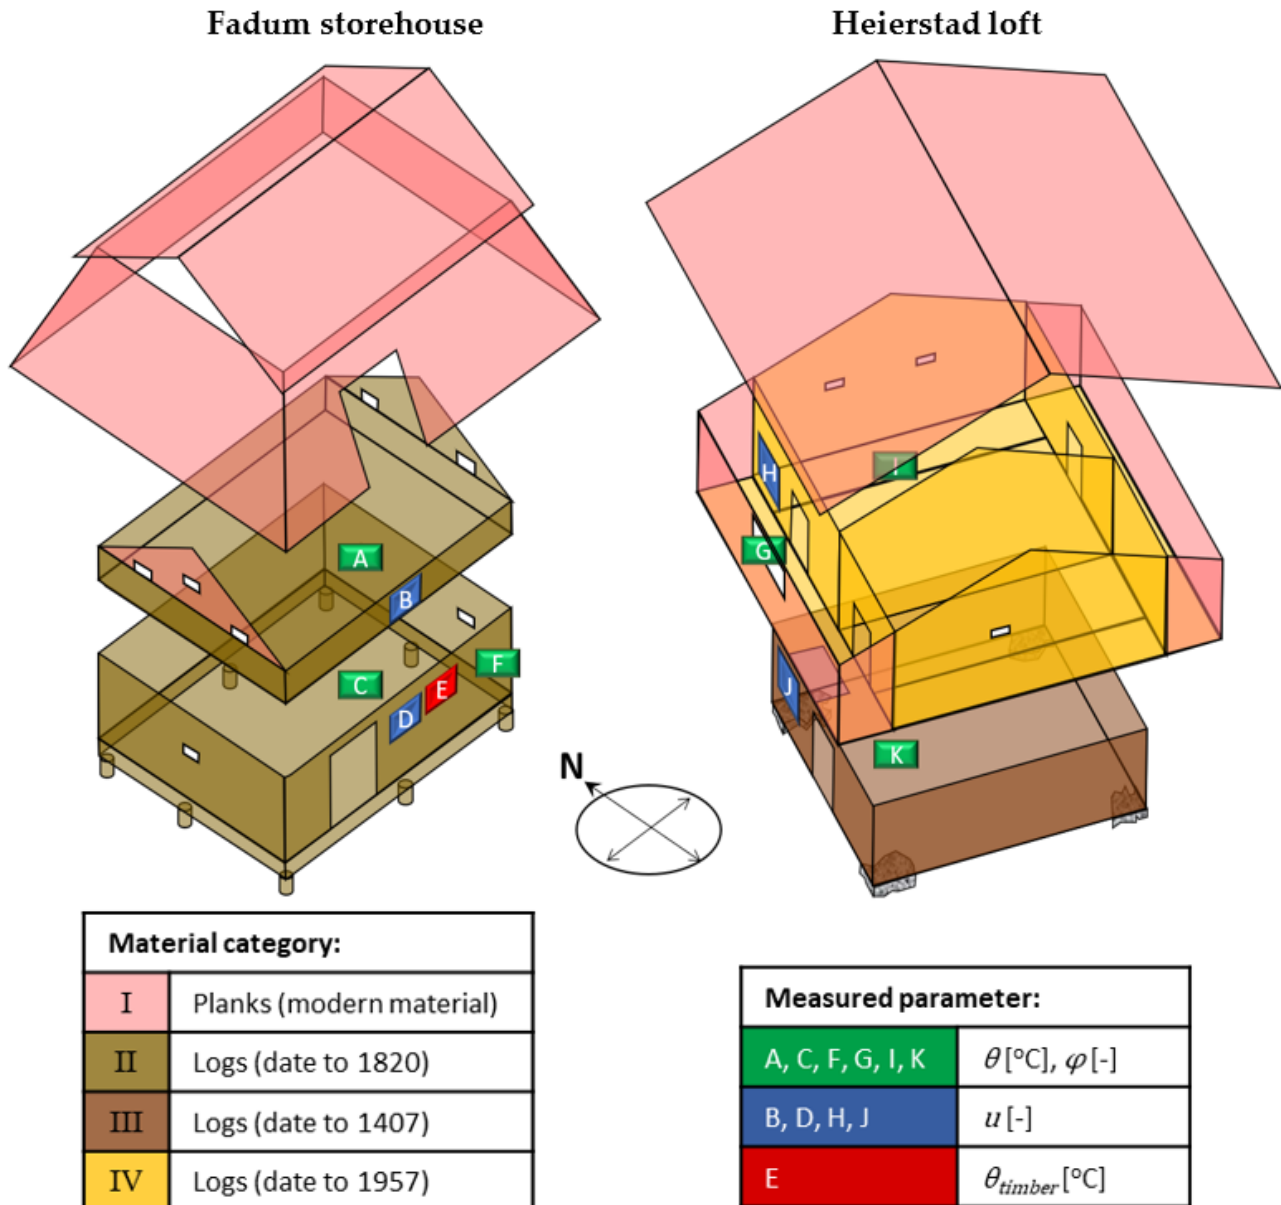 Fadum storehouse
Heierstad loft
A
B
C
D
E
F
G
H
I
J
K
N
Material category:
I Planks (modern material)
II Logs (date to 1820)
III Logs (date to 1407)
IV Logs (date to 1957)
Measured parameter:
A, C, F, G, I, K θ [°C], φ [-]
B, D, H, J u [-]
E θtimber [°C]